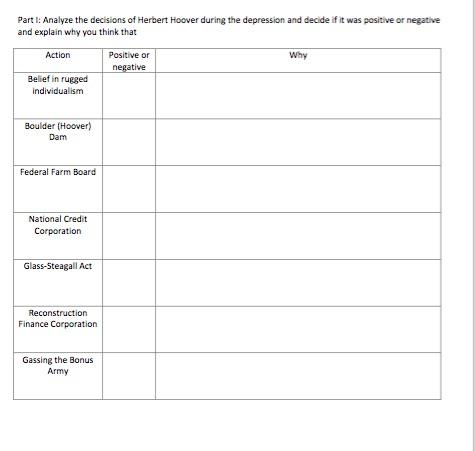 Part I: Analyze the decisions of Herbert Hoover during the depression and decide if it was positive or negative
and explain why you think that
Action
Positive or
negative
Why
Belief in rugged
individualism
Boulder (Hoover)
Dam
Federal Farm Board
National Credit
Corporation
Glass-Steagall Act
Reconstruction
Finance Corporation
Gassing the Bonus
Army